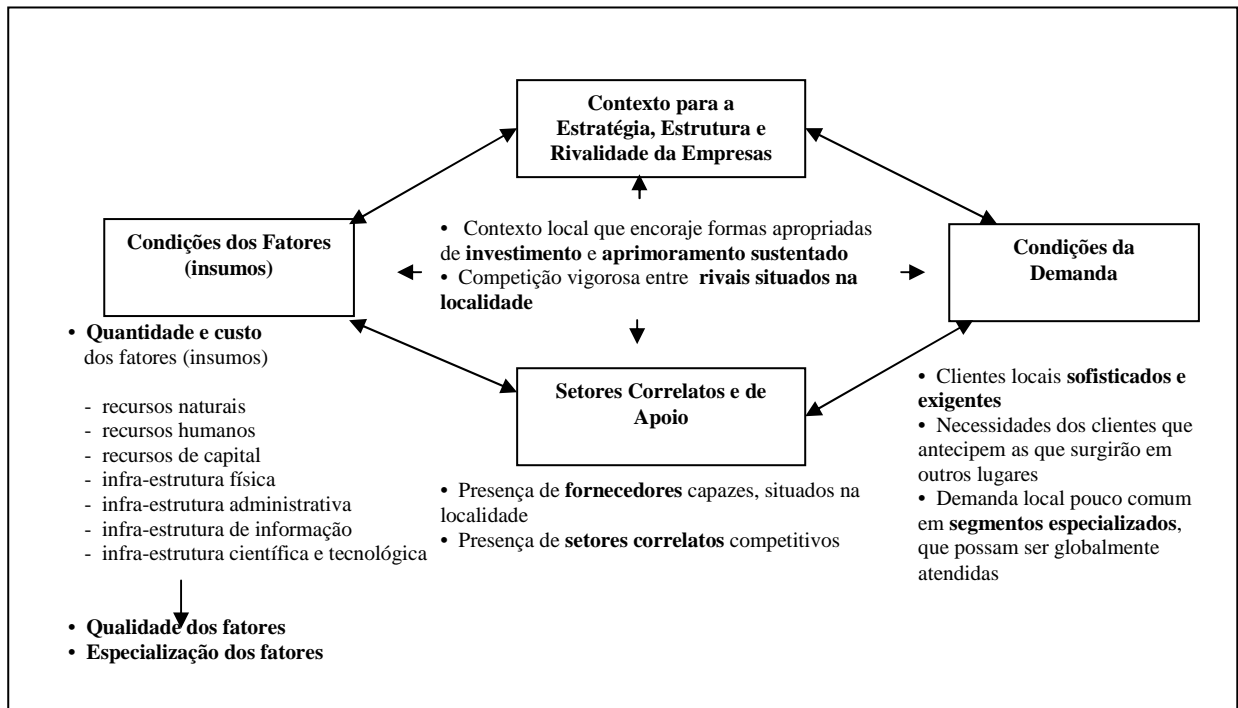 Contexto para a
Estratégia, Estrutura e
Rivalidade da Empresas
Condições dos Fatores
(insumos)
• Contexto local que encoraje formas apropriadas
de investimento e aprimoramento sustentado
• Competição vigorosa entre rivais situados na
localidade
Condições da
Demanda
• Quantidade e custo
dos fatores (insumos)
- recursos naturais
- recursos humanos
- recursos de capital
- infra-estrutura física
- infra-estrutura administrativa
- infra-estrutura de informação
- infra-estrutura científica e tecnológica
• Qualidade dos fatores
• Especialização dos fatores
Setores Correlatos e de
Apoio
• Presença de fornecedores capazes, situados na
localidade
• Presença de setores correlatos competitivos
• Clientes locais sofisticados e
exigentes
• Necessidades dos clientes que
antecipem as que surgirão em
outros lugares
• Demanda local pouco comum
em segmentos especializados,
que possam ser globalmente
atendidas